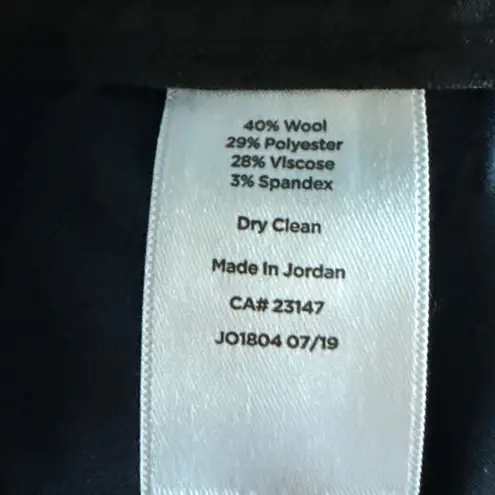 40% Wool
29% Polyester
28% Viscose
3% Spandex
Dry Clean
Made In Jordan
CA# 23147
JO1804 07/19